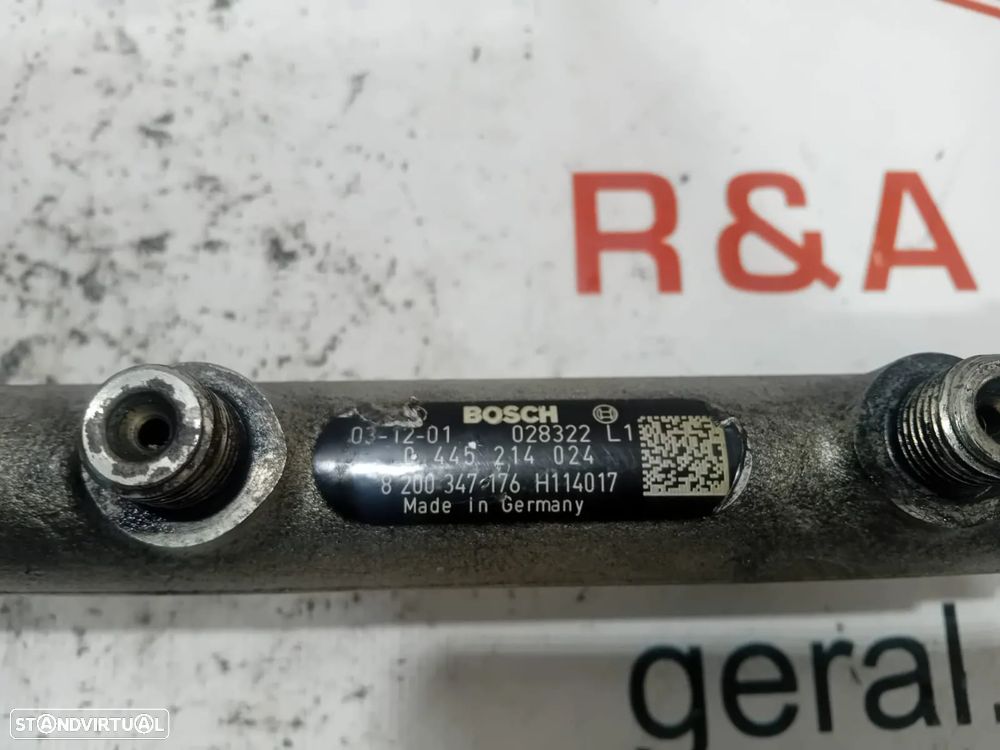 R&A
BOSCH
03-12-01 028322 L1
0 445 214 024
8 200 347 176 H114017
Made in Germany
geral.
STANDVIRTUAL